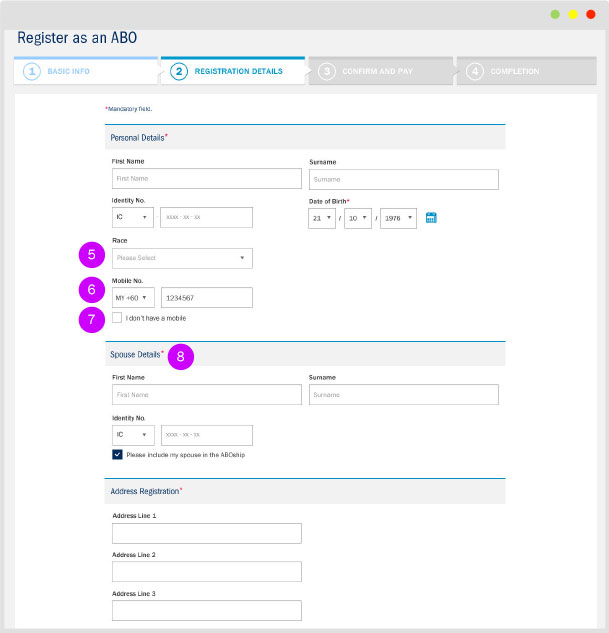 Register as an ABO
1 BASIC INFO 2 REGISTRATION DETAILS 3 CONFIRM AND PAY 4 COMPLETION
*Mandatory field.
Personal Details*
First Name Surname
First Name Surname
Identity No. Date of Birth*
IC - xxxx - xx - xx 21 / 10 / 1976
Race
5 Please Select
Mobile No.
6 MY +60 1234567
7 I don't have a mobile
Spouse Details* 8
First Name Surname
First Name Surname
Identity No.
IC xxxx - xx - xx
Please include my spouse in the ABOship
Address Registration*
Address Line 1
Address Line 2
Address Line 3